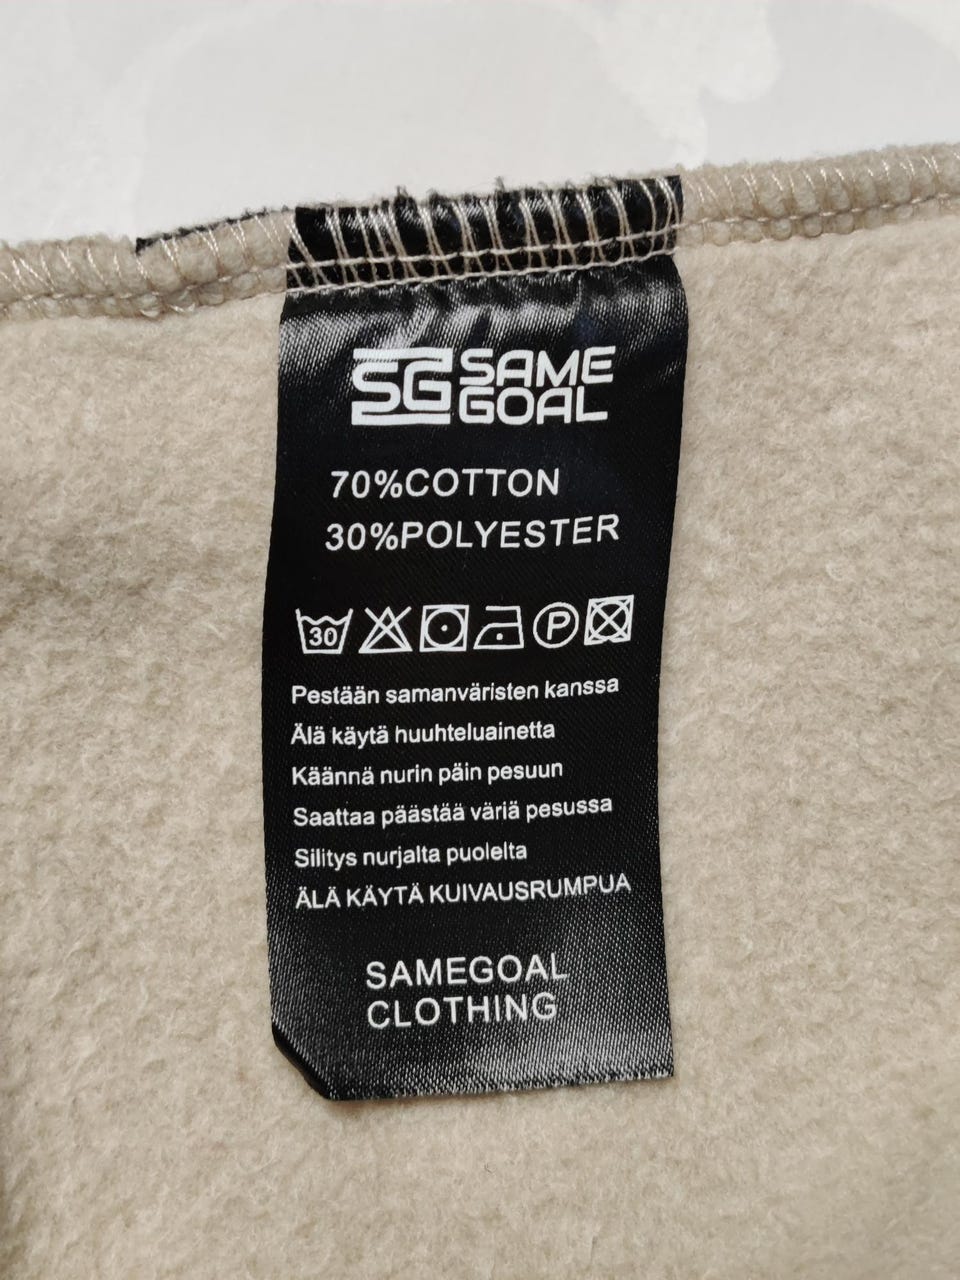 SG SAME
GOAL
70%COTTON
30%POLYESTER
30 P
Pestään samanväristen kanssa
Älä käytä huuhteluainetta
Käännä nurin päin pesuun
Saattaa päästää väriä pesussa
Silitys nurjalta puolelta
ÄLÄ KÄYTÄ KUIVAUSRUMPUA
SAMEGOAL
CLOTHING